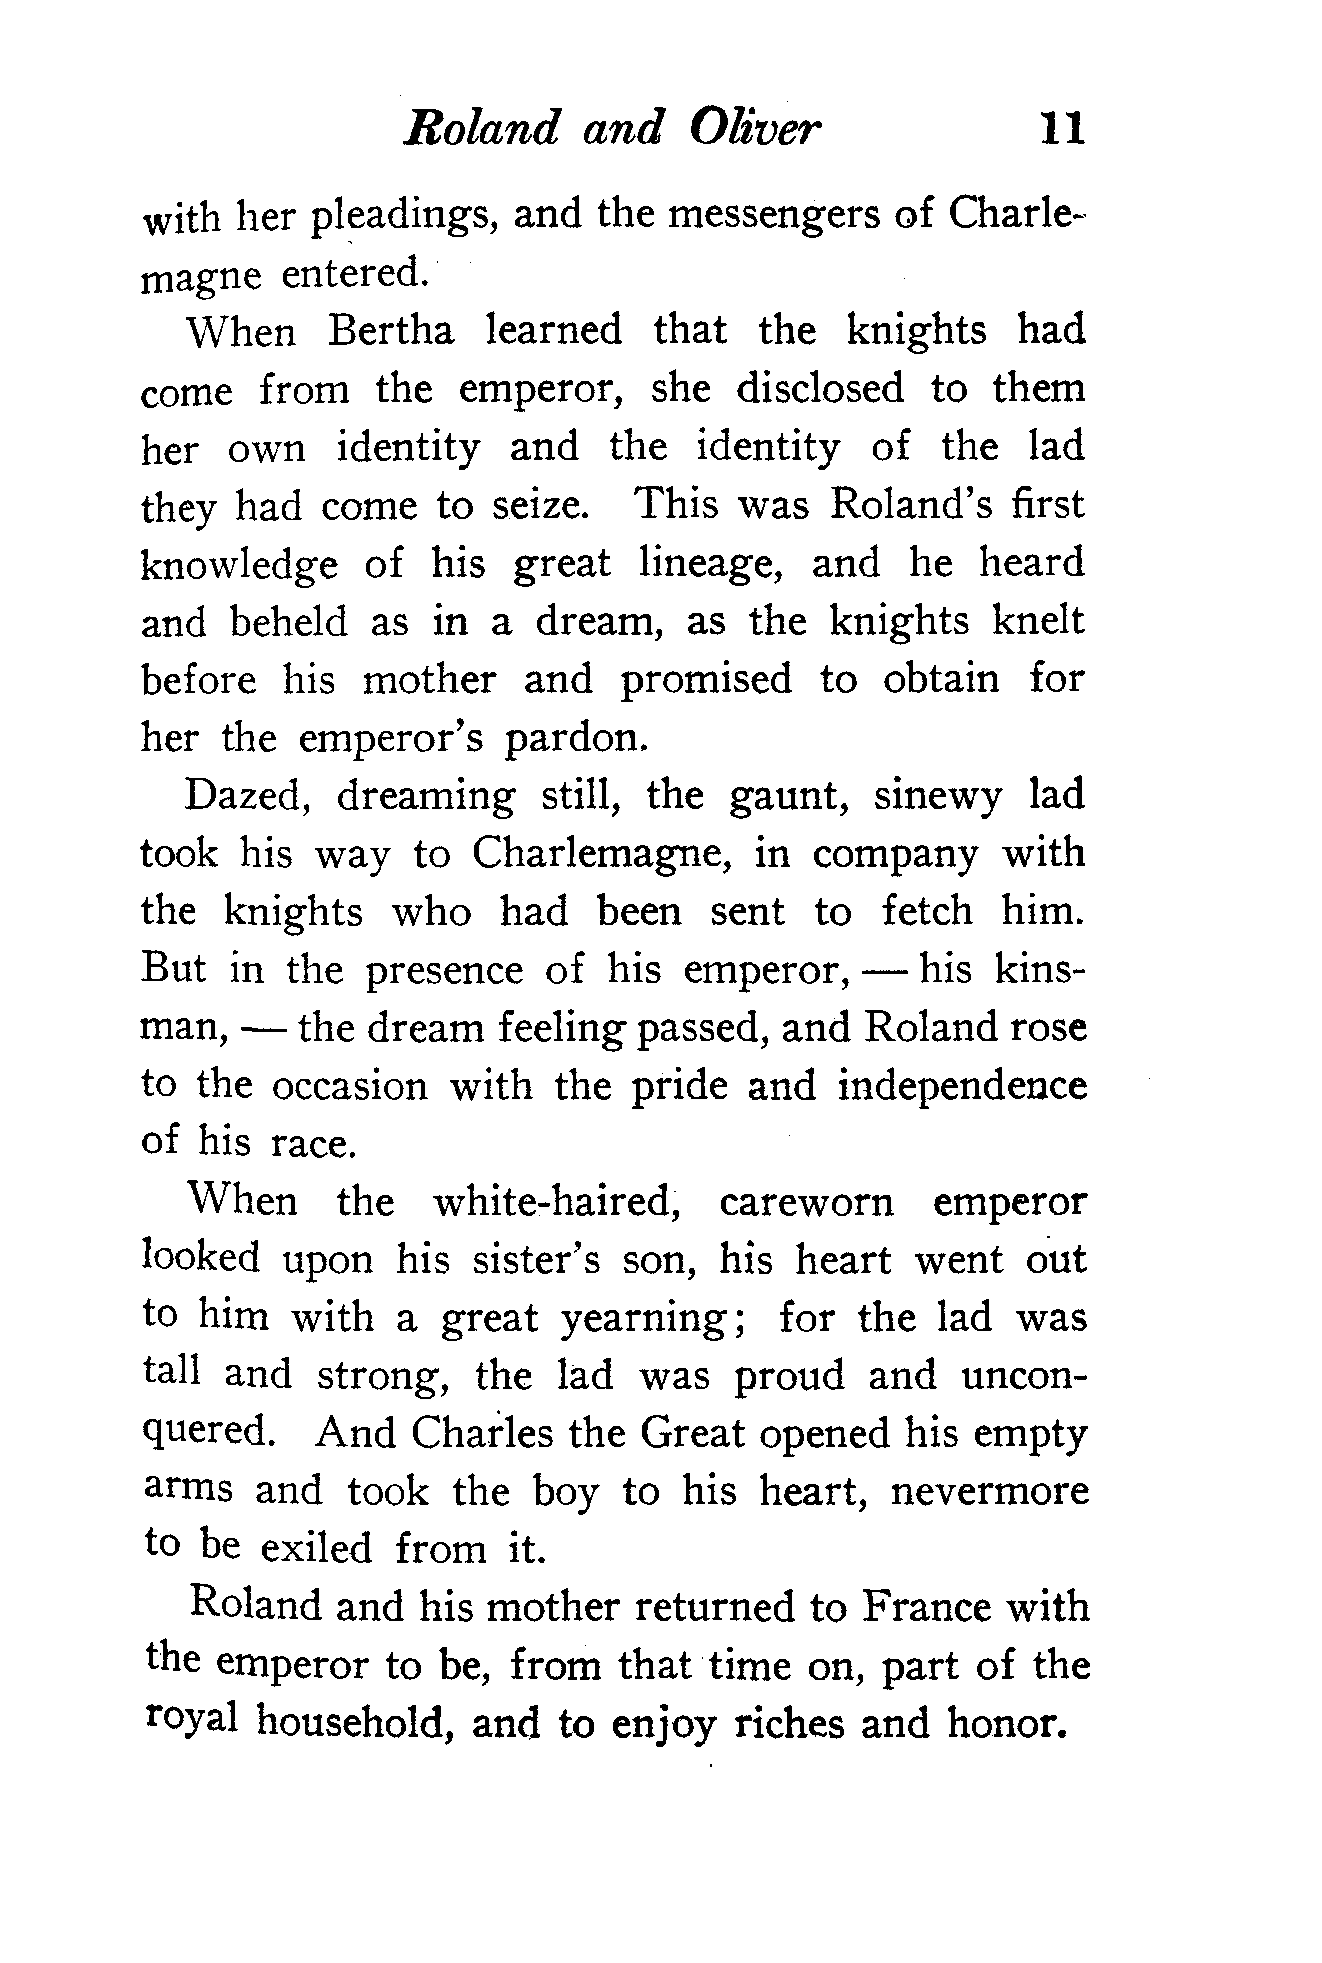 Roland and Oliver 11
with her pleadings, and the messengers of Charle-
magne entered.
When Bertha learned that the knights had
come from the emperor, she disclosed to them
her own identity and the identity of the lad
they had come to seize. This was Roland's first
knowledge of his great lineage, and he heard
and beheld as in a dream, as the knights knelt
before his mother and promised to obtain for
her the emperor's pardon.
Dazed, dreaming still, the gaunt, sinewy lad
took his way to Charlemagne, in company with
the knights who had been sent to fetch him.
But in the presence of his emperor, — his kins-
man, — the dream feeling passed, and Roland rose
to the occasion with the pride and independence
of his race.
When the white-haired, careworn emperor
looked upon his sister's son, his heart went out
to him with a great yearning; for the lad was
tall and strong, the lad was proud and uncon-
quered. And Charles the Great opened his empty
arms and took the boy to his heart, nevermore
to be exiled from it.
Roland and his mother returned to France with
the emperor to be, from that time on, part of the
royal household, and to enjoy riches and honor.